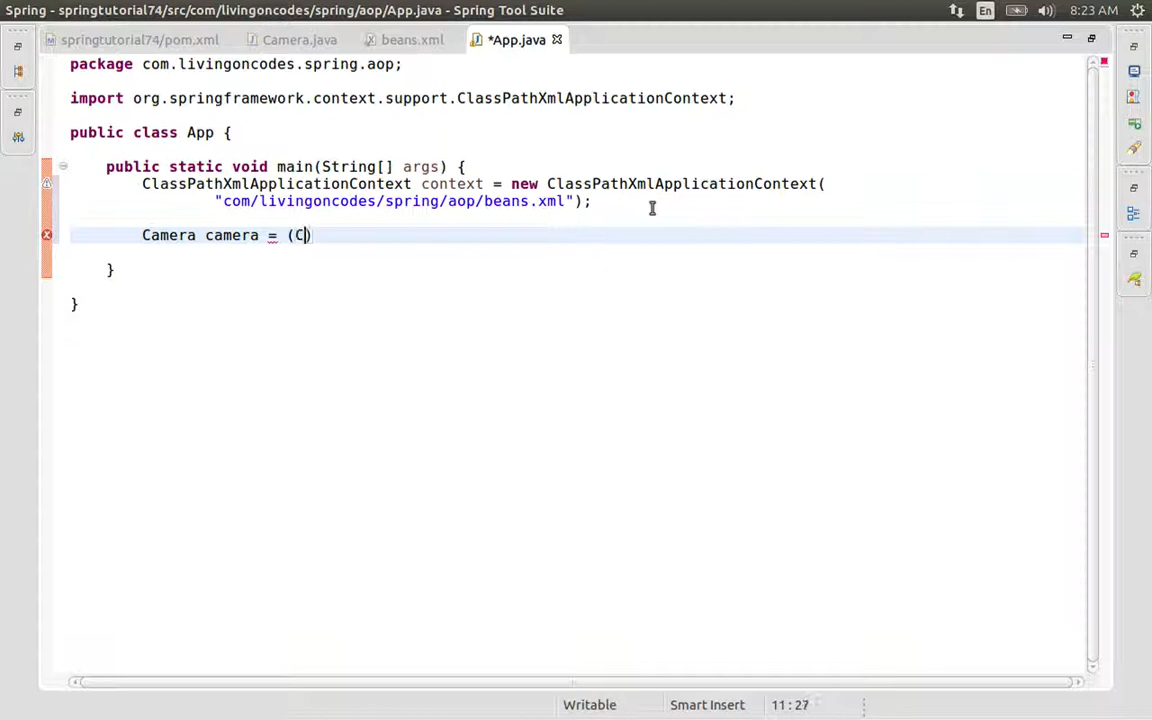 Spring - springtutorial74/src/com/livingoncodes/spring/aop/App.java - Spring Tool Suite
En
8:23 AM
springtutorial74/pom.xml
Camera.java
beans.xml
*App.java
package com.livingoncodes.spring.aop;
import org.springframework.context.support.ClassPathXmlApplicationContext;
public class App {
public static void main(String[] args) {
ClassPathXmlApplicationContext context = new ClassPathXmlApplicationContext(
"com/livingoncodes/spring/aop/beans.xml");
Camera camera = (C)
}
}
Writable
Smart Insert
11:27